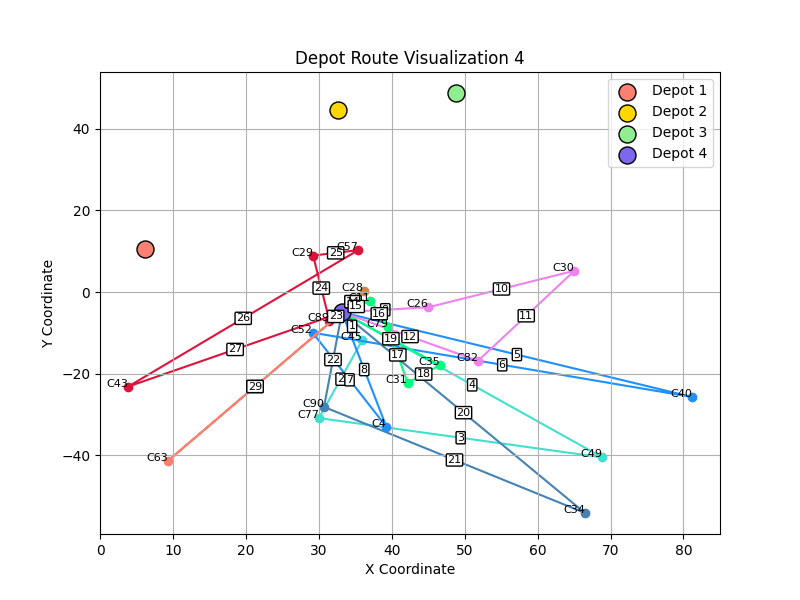 Depot Route Visualization 4
Depot 1
Depot 2
Depot 3
Depot 4
Y Coordinate
40
20
0
−20
−40
0
10
20
30
40
50
60
70
80
X Coordinate
C29
25
C57
C30
24
C28
10
C11
15
C26
26
C88
23
16
11
C79
C52
1
C45
19
12
27
17
5
22
C35
C82
6
8
18
C43
2
7
C31
4
29
C40
C90
20
C77
C4
3
C63
21
C49
C34